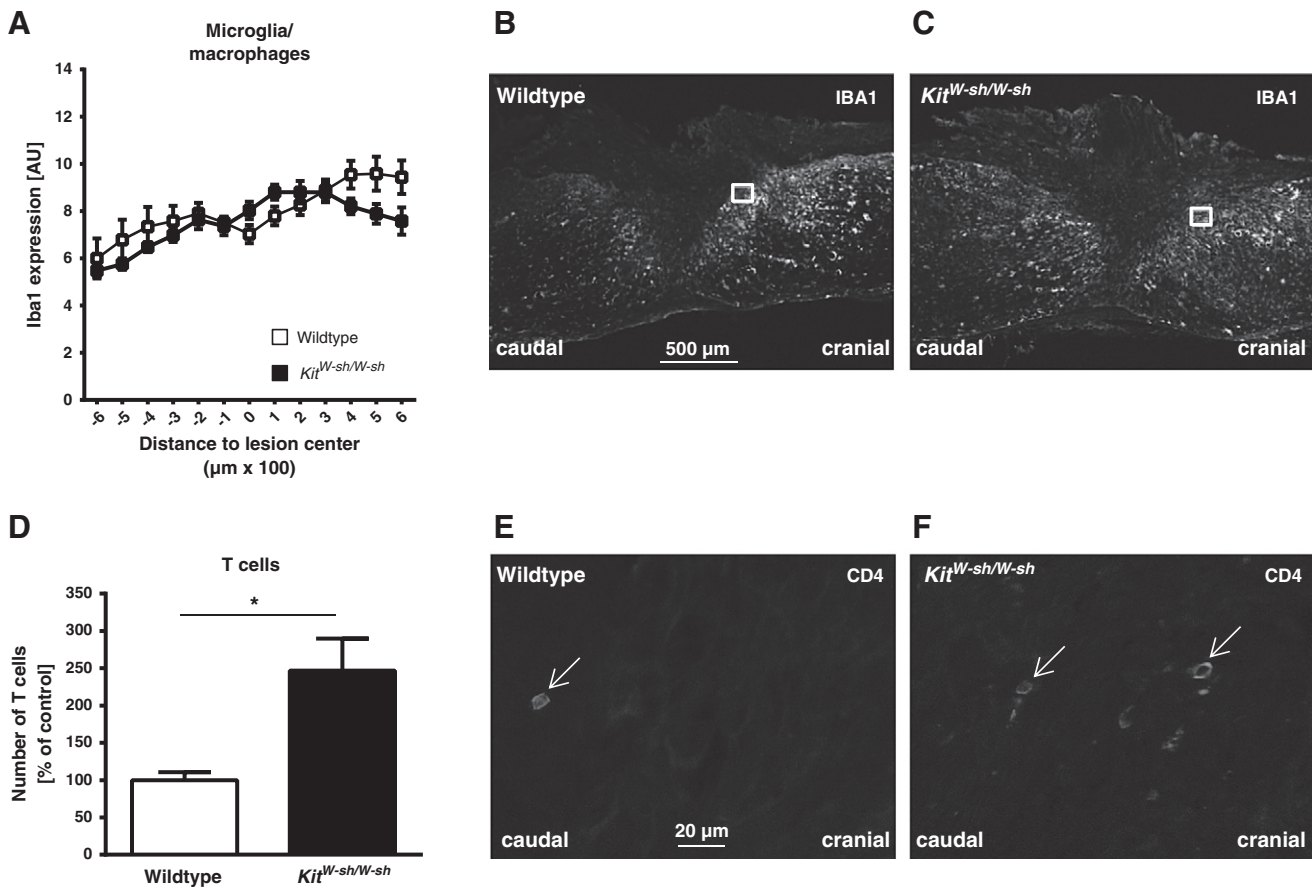 A
Microglia/
macrophages
Iba1 expression [AU]
14
12
10
8
6
4
2
0
Wildtype
Kit^W-sh/W-sh
-6 -5 -4 -3 -2 -1 0 1 2 3 4 5 6
Distance to lesion center
(µm x 100)
B
Wildtype IBA1
caudal 500 µm cranial
C
Kit^W-sh/W-sh IBA1
caudal cranial
D
T cells
Number of T cells
[% of control]
350
300
250
200
150
100
50
0
*
Wildtype Kit^W-sh/W-sh
E
Wildtype CD4
caudal 20 µm cranial
F
Kit^W-sh/W-sh CD4
caudal cranial